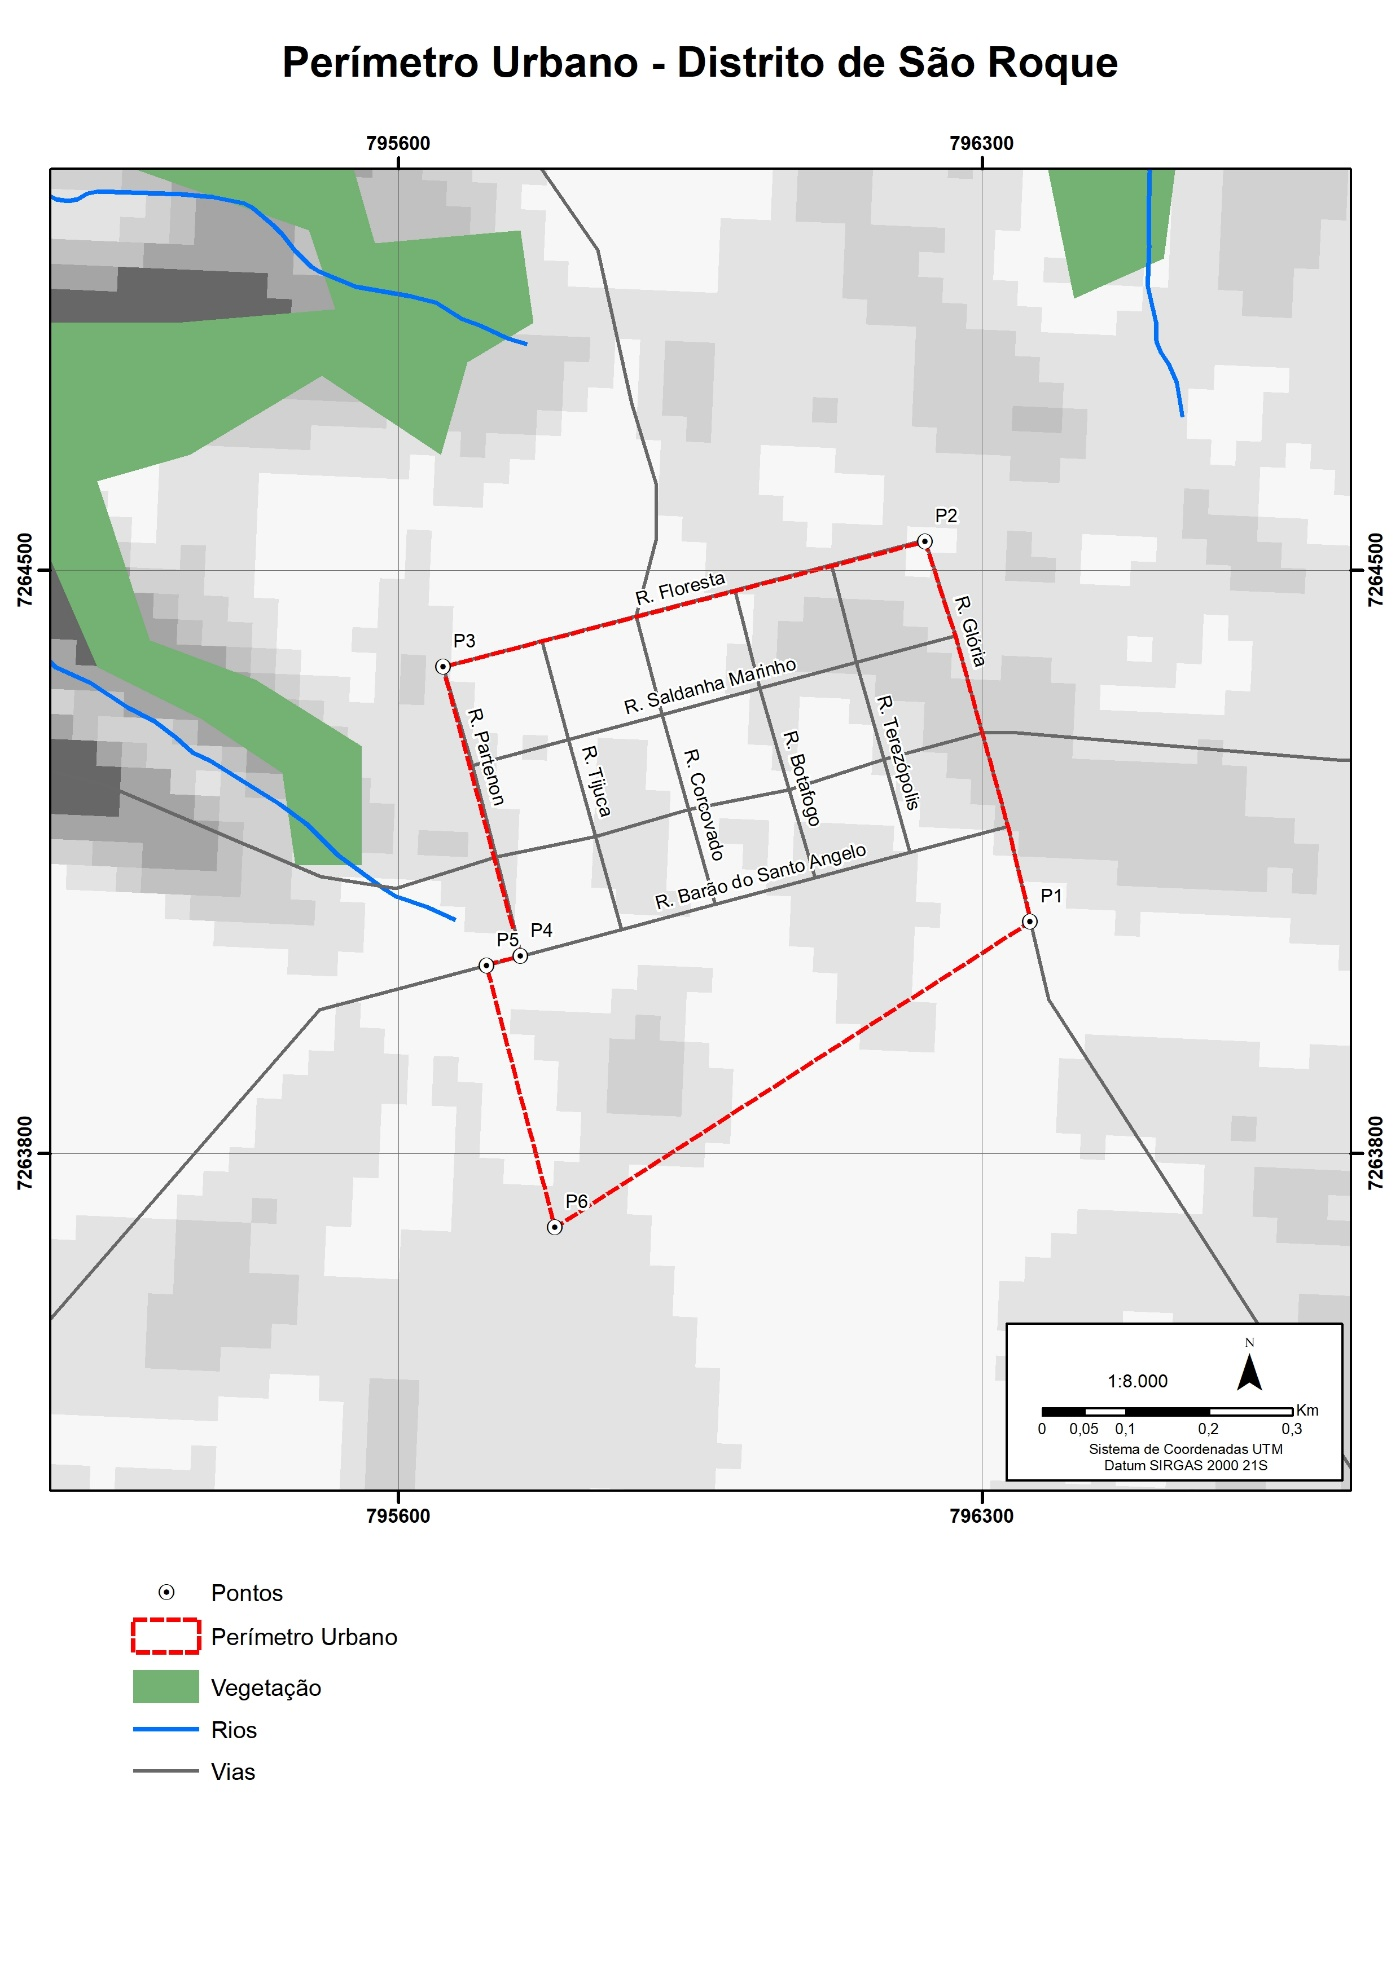 Perímetro Urbano - Distrito de São Roque
795600
796300
7264500
7264500
P2
R. Floresta
R. Glória
P3
R. Saldanha Marinho
R. Partenon
R. Tijuca
R. Corcovado
R. Botafogo
R. Terezópolis
R. Barão do Santo Angelo
P1
P4
P5
7263800
7263800
P6
N
1:8.000
Km
0 0,05 0,1 0,2 0,3
Sistema de Coordenadas UTM
Datum SIRGAS 2000 21S
795600
796300
Pontos
Perímetro Urbano
Vegetação
Rios
Vias